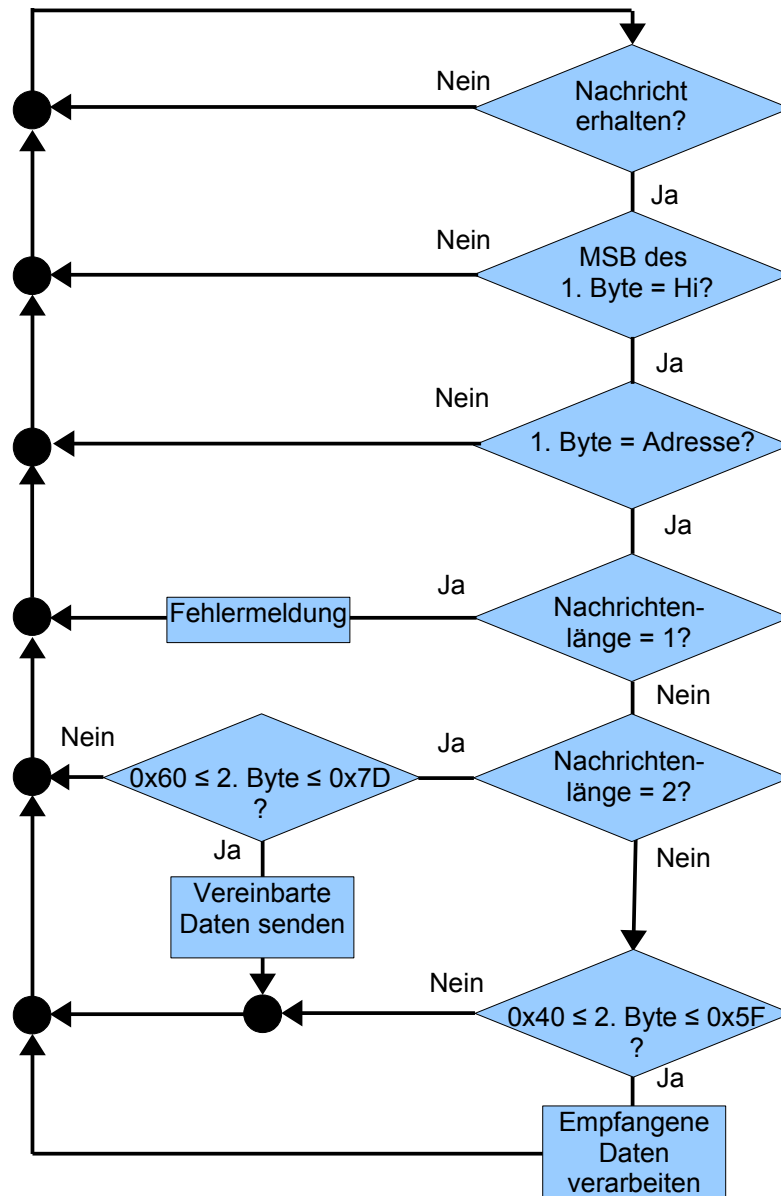 Nein
Nachricht
erhalten?
Ja
Nein
MSB des
1. Byte = Hi?
Ja
Nein
1. Byte = Adresse?
Ja
Fehlermeldung
Ja
Nachrichten-
länge = 1?
Nein
Nein
0x60 ≤ 2. Byte ≤ 0x7D
?
Ja
Nachrichten-
länge = 2?
Ja
Nein
Vereinbarte
Daten senden
Nein
0x40 ≤ 2. Byte ≤ 0x5F
?
Ja
Empfangene
Daten
verarbeiten